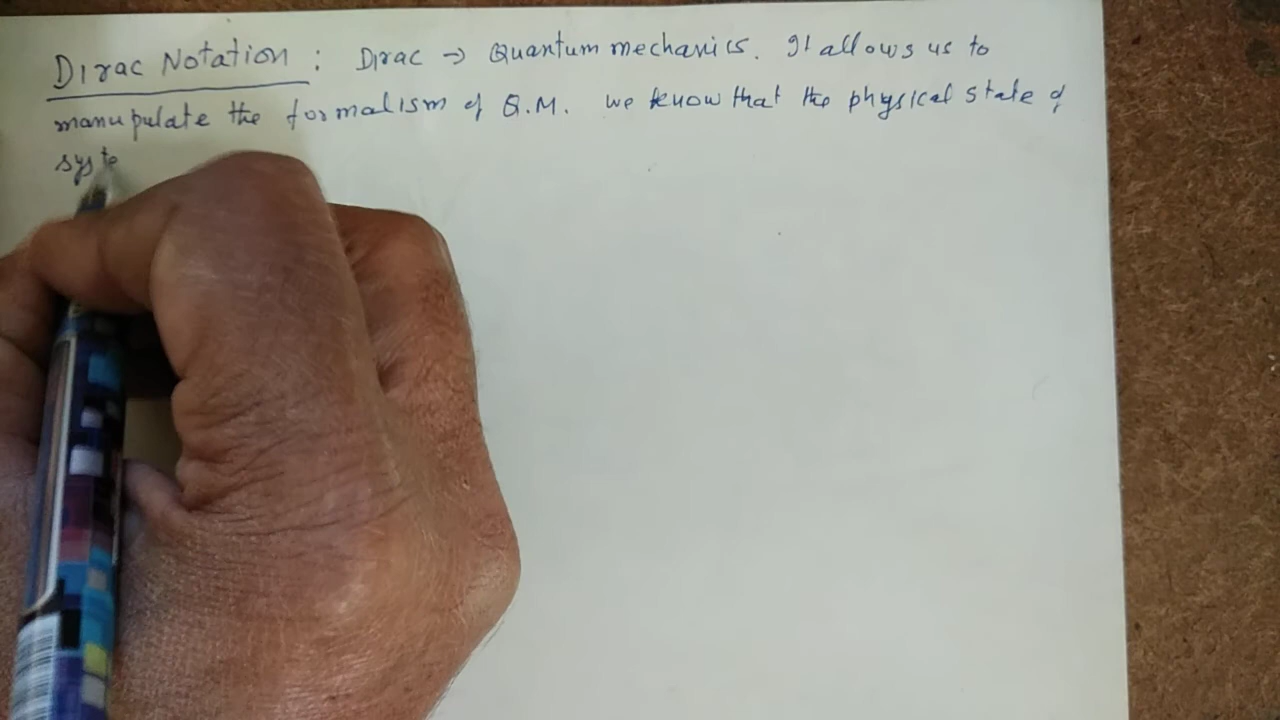 Dirac Notation : Dirac → Quantum mechanics. It allows us to
manupulate the formalism of Q.M. we know that the physical state of
syste